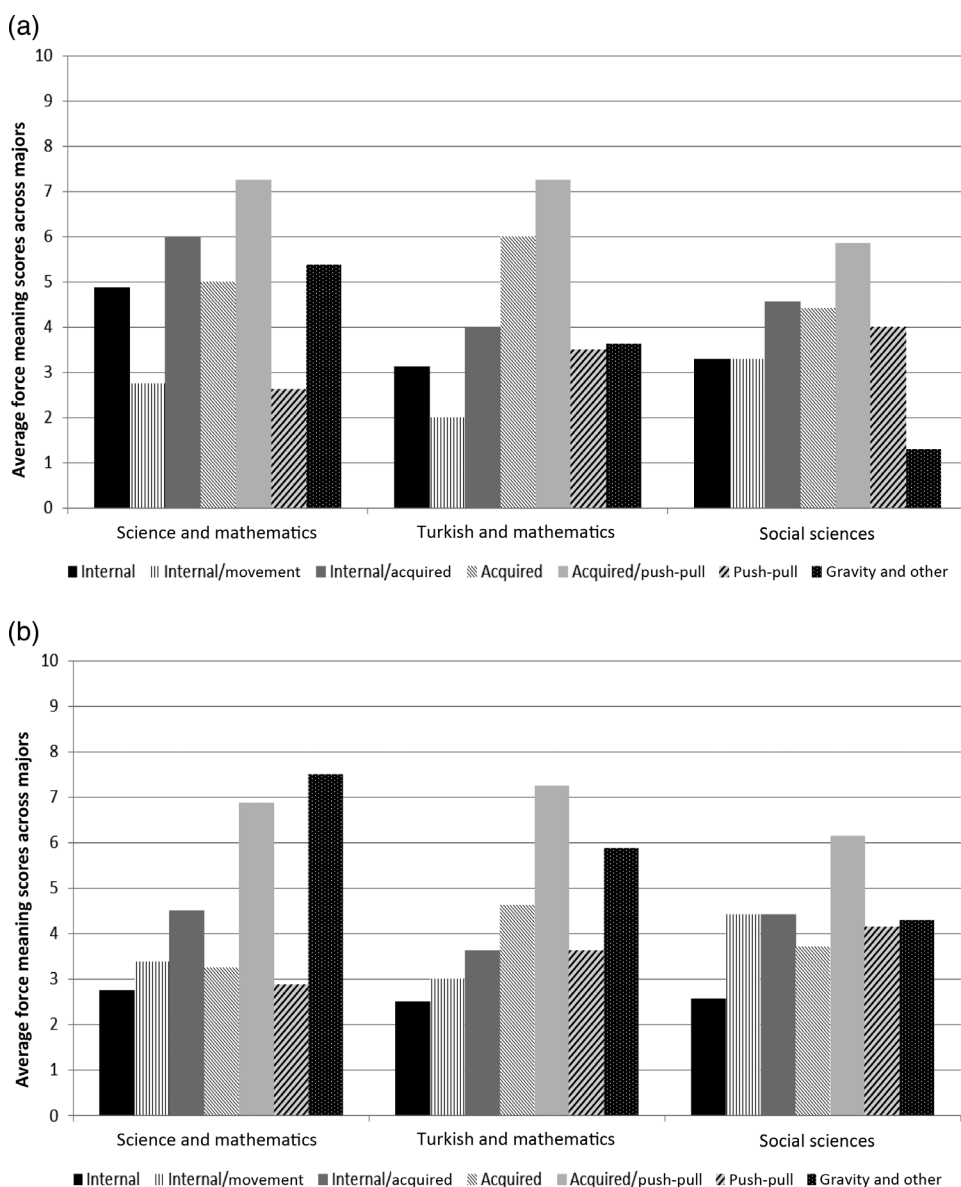 (a)
10
9
8
7
6
5
4
3
2
1
0
Average force meaning scores across majors
Science and mathematics Turkish and mathematics Social sciences
Internal Internal/movement Internal/acquired Acquired Acquired/push-pull Push-pull Gravity and other
(b)
10
9
8
7
6
5
4
3
2
1
0
Average force meaning scores across majors
Science and mathematics Turkish and mathematics Social sciences
Internal Internal/movement Internal/acquired Acquired Acquired/push-pull Push-pull Gravity and other